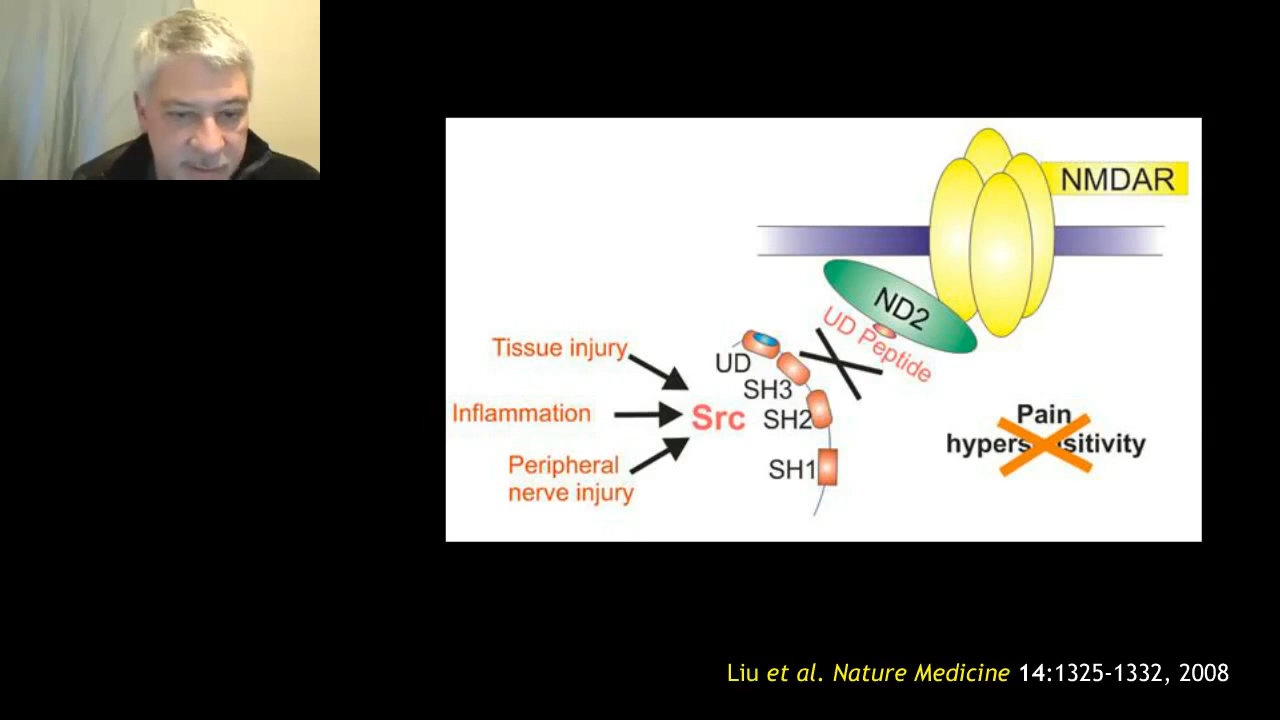 NMDAR
ND2
UD Peptide
Tissue injury
UD
SH3
Inflammation
Src
SH2
Pain
hypersensitivity
Peripheral
nerve injury
SH1
Liu et al. Nature Medicine 14:1325-1332, 2008